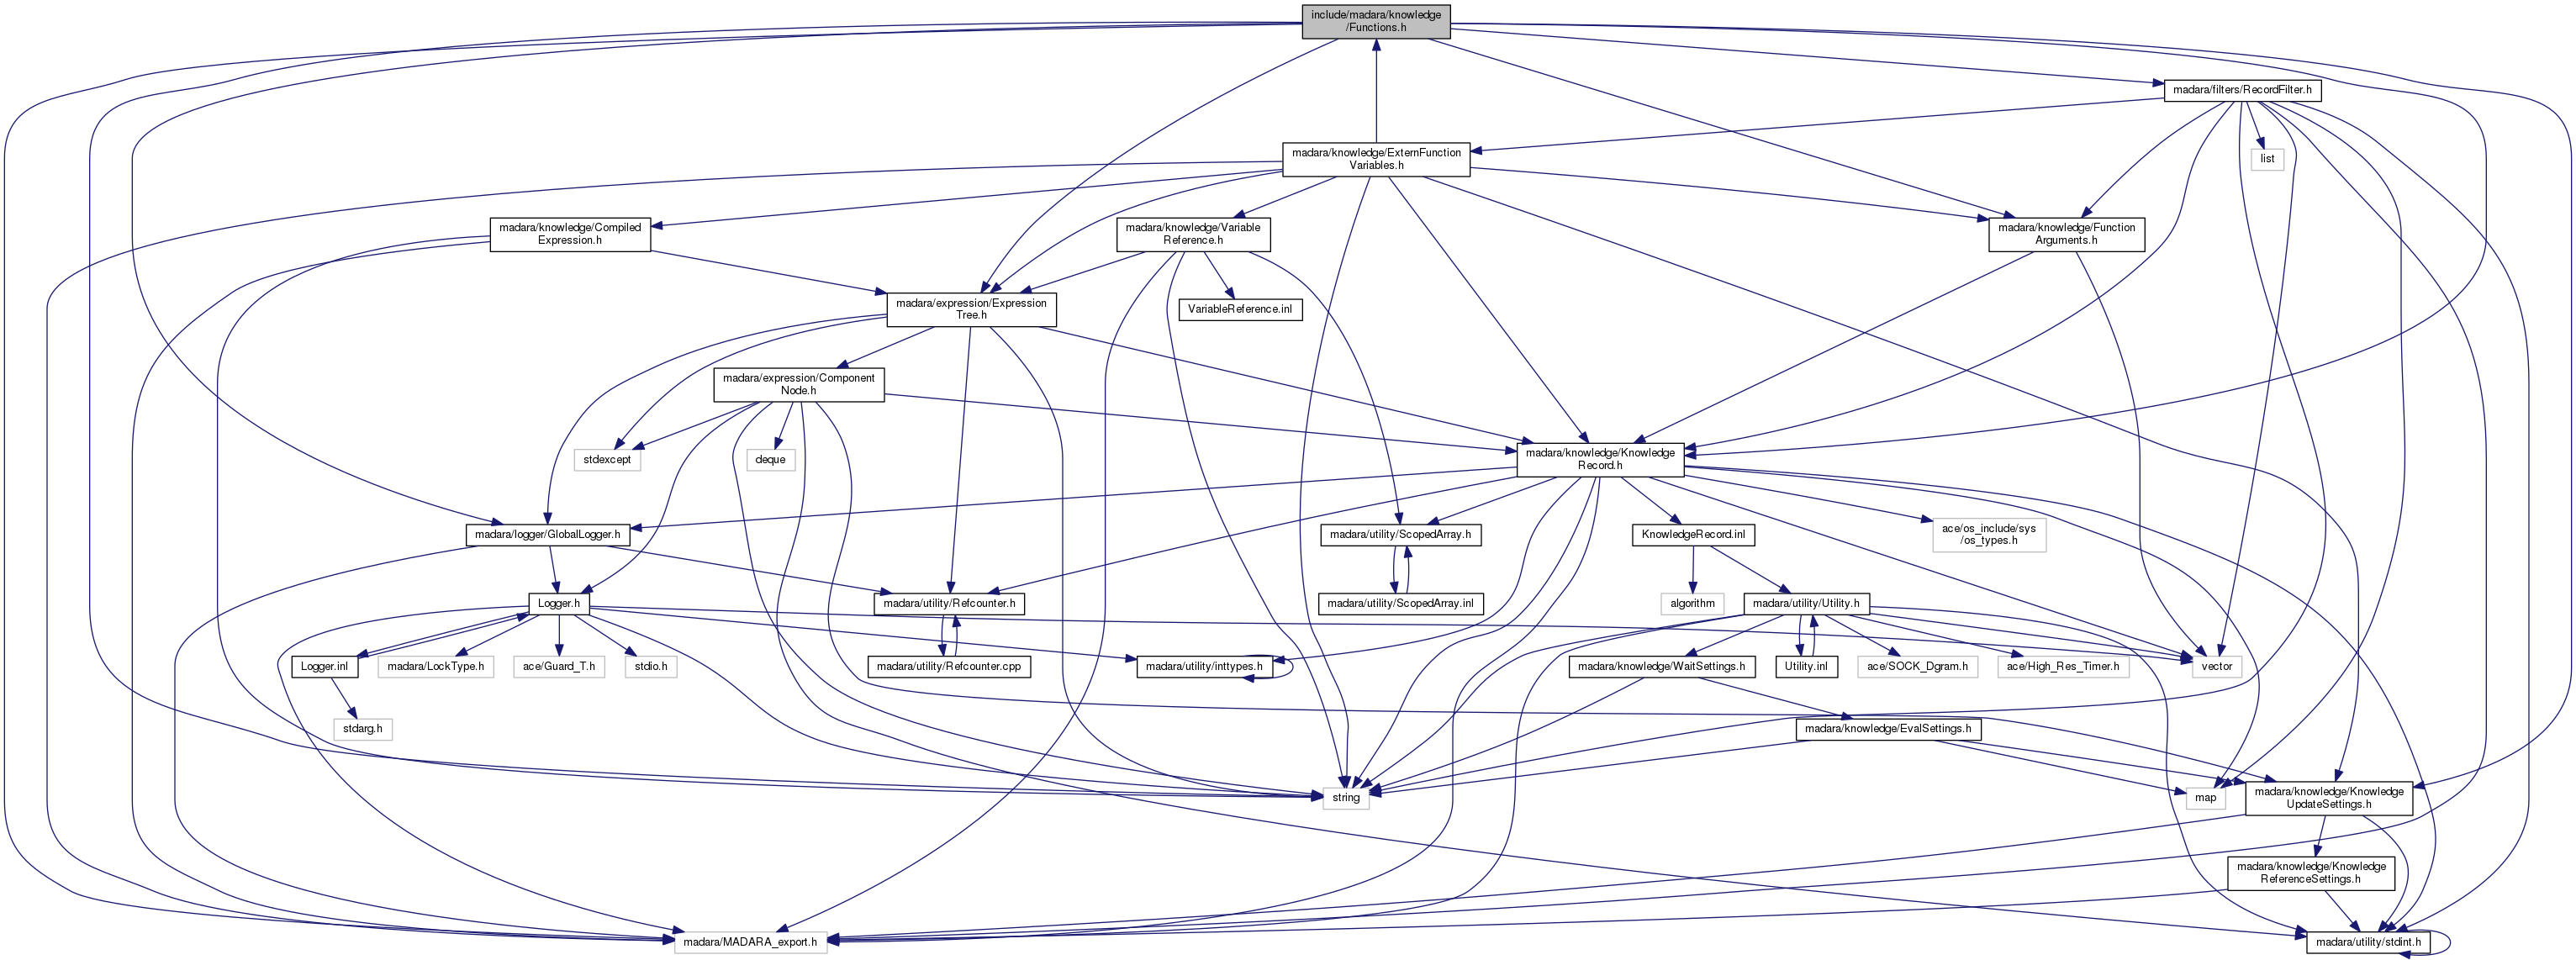 include/madara/knowledge
/Functions.h
madara/filters/RecordFilter.h
madara/knowledge/ExternFunction
Variables.h
list
madara/knowledge/Compiled
Expression.h
madara/knowledge/Variable
Reference.h
madara/knowledge/Function
Arguments.h
madara/expression/Expression
Tree.h
VariableReference.inl
madara/expression/Component
Node.h
stdexcept
deque
madara/knowledge/Knowledge
Record.h
madara/logger/GlobalLogger.h
madara/utility/ScopedArray.h
KnowledgeRecord.inl
ace/os_include/sys
/os_types.h
Logger.h
madara/utility/Refcounter.h
madara/utility/ScopedArray.inl
algorithm
madara/utility/Utility.h
Logger.inl
madara/LockType.h
ace/Guard_T.h
stdio.h
madara/utility/Refcounter.cpp
madara/utility/inttypes.h
madara/knowledge/WaitSettings.h
Utility.inl
ace/SOCK_Dgram.h
ace/High_Res_Timer.h
vector
stdarg.h
madara/knowledge/EvalSettings.h
string
map
madara/knowledge/Knowledge
UpdateSettings.h
madara/knowledge/Knowledge
ReferenceSettings.h
madara/MADARA_export.h
madara/utility/stdint.h